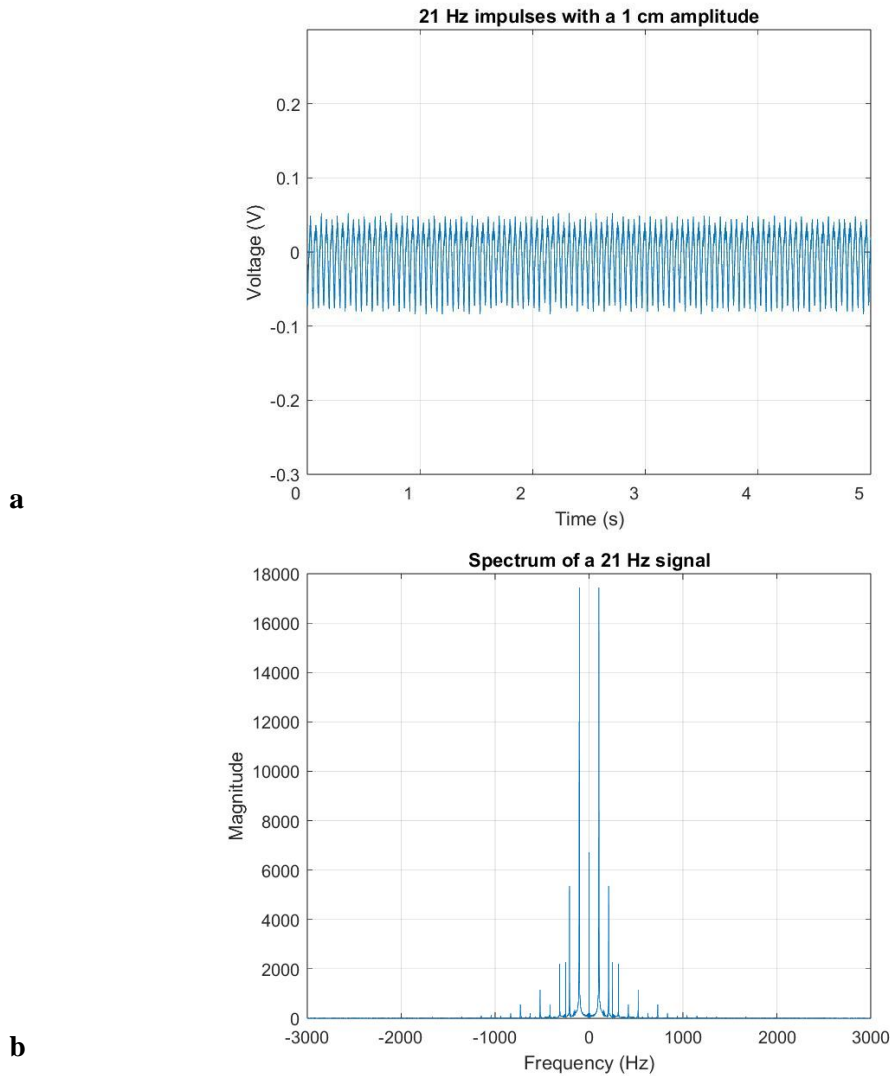 21 Hz impulses with a 1 cm amplitude
0.2
0.1
0
-0.1
-0.2
-0.3
Voltage (V)
0 1 2 3 4 5
Time (s)
a
Spectrum of a 21 Hz signal
18000
16000
14000
12000
10000
8000
6000
4000
2000
0
Magnitude
-3000 -2000 -1000 0 1000 2000 3000
Frequency (Hz)
b